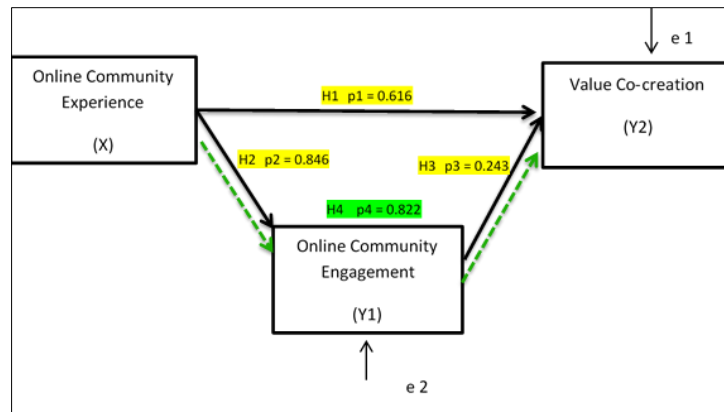 e 1
Online Community
Experience
(X)
Value Co-creation
(Y2)
H1 p1 = 0.616
H2 p2 = 0.846
H3 p3 = 0.243
H4 p4 = 0.822
Online Community
Engagement
(Y1)
e 2